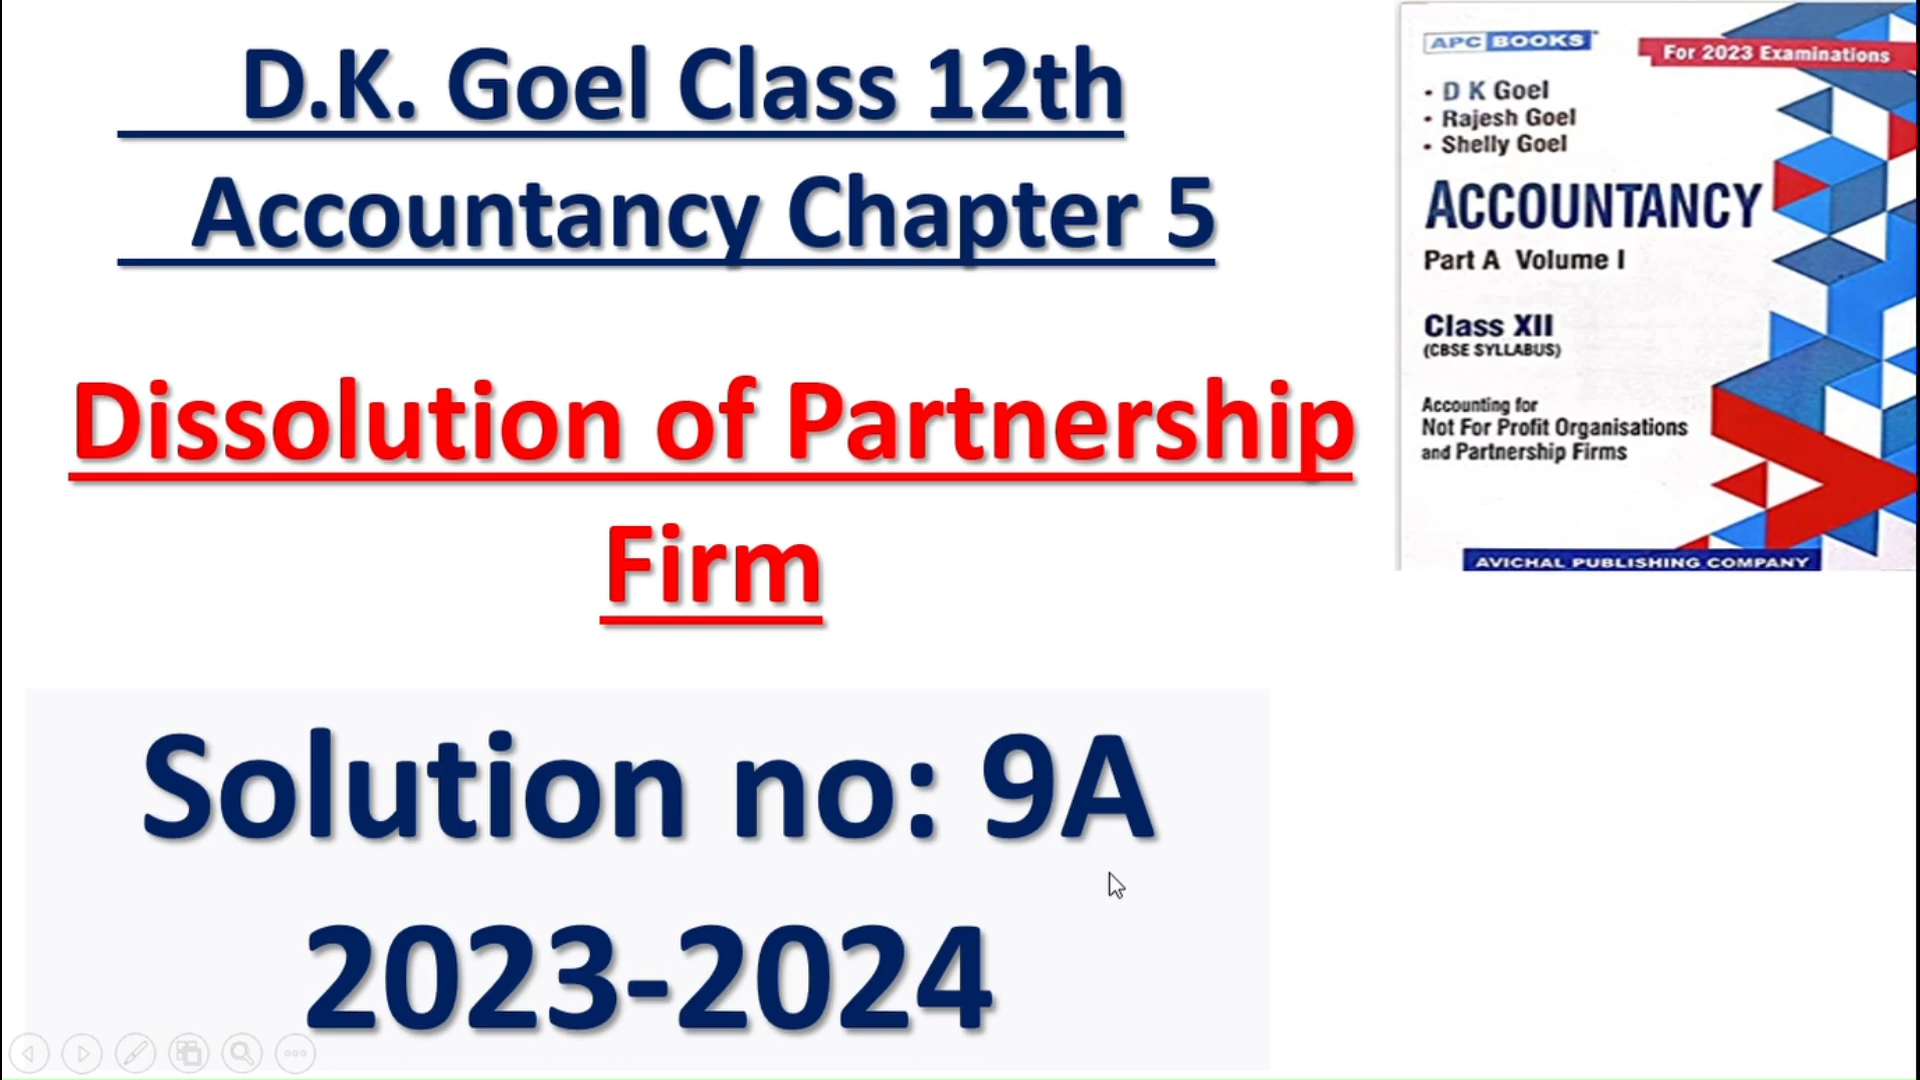 D.K. Goel Class 12th
Accountancy Chapter 5
Dissolution of Partnership
Firm
Solution no: 9A
2023-2024
APC BOOKS
For 2023 Examinations
• D K Goel
• Rajesh Goel
• Shelly Goel
ACCOUNTANCY
Part A Volume I
Class XII
(CBSE SYLLABUS)
Accounting for
Not For Profit Organisations
and Partnership Firms
AVICHAL PUBLISHING COMPANY